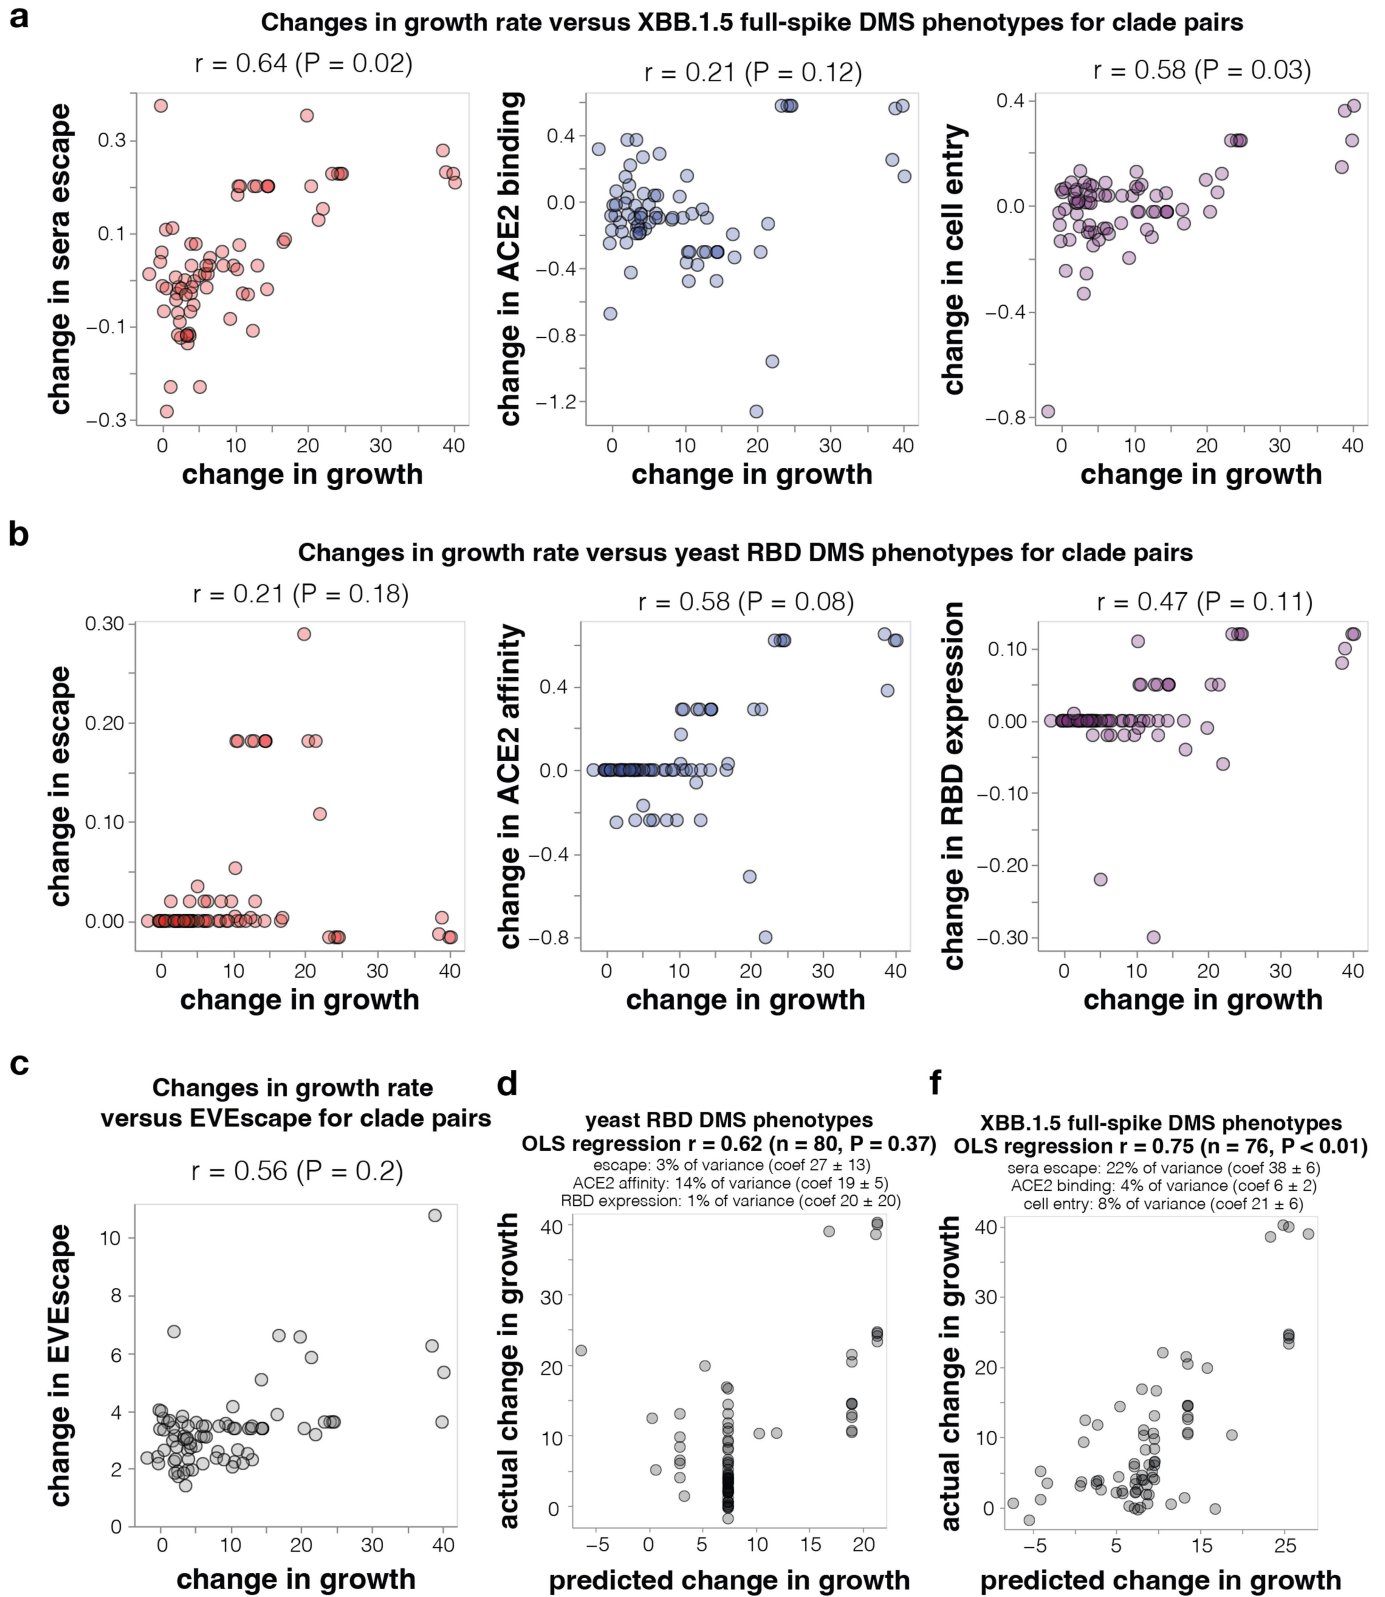 a
Changes in growth rate versus XBB.1.5 full-spike DMS phenotypes for clade pairs
r = 0.64 (P = 0.02)
change in sera escape
0.3
0.1
−0.1
−0.3
0 10 20 30 40
change in growth
r = 0.21 (P = 0.12)
change in ACE2 binding
0.4
0.0
−0.4
−0.8
−1.2
0 10 20 30 40
change in growth
r = 0.58 (P = 0.03)
change in cell entry
0.4
0.0
−0.4
−0.8
0 10 20 30 40
change in growth
b
Changes in growth rate versus yeast RBD DMS phenotypes for clade pairs
r = 0.21 (P = 0.18)
change in escape
0.30
0.20
0.10
0.00
0 10 20 30 40
change in growth
r = 0.58 (P = 0.08)
change in ACE2 affinity
0.4
0.0
−0.4
−0.8
0 10 20 30 40
change in growth
r = 0.47 (P = 0.11)
change in RBD expression
0.10
0.00
−0.10
−0.20
−0.30
0 10 20 30 40
change in growth
c
Changes in growth rate
versus EVEscape for clade pairs
r = 0.56 (P = 0.2)
change in EVEscape
10
8
6
4
2
0
0 10 20 30 40
change in growth
d
yeast RBD DMS phenotypes
OLS regression r = 0.62 (n = 80, P = 0.37)
escape: 3% of variance (coef 27 ± 13)
ACE2 affinity: 14% of variance (coef 19 ± 5)
RBD expression: 1% of variance (coef 20 ± 20)
actual change in growth
40
30
20
10
0
−5 0 5 10 15 20
predicted change in growth
f
XBB.1.5 full-spike DMS phenotypes
OLS regression r = 0.75 (n = 76, P < 0.01)
sera escape: 22% of variance (coef 38 ± 6)
ACE2 binding: 4% of variance (coef 6 ± 2)
cell entry: 8% of variance (coef 21 ± 6)
actual change in growth
40
30
20
10
0
−5 5 15 25
predicted change in growth